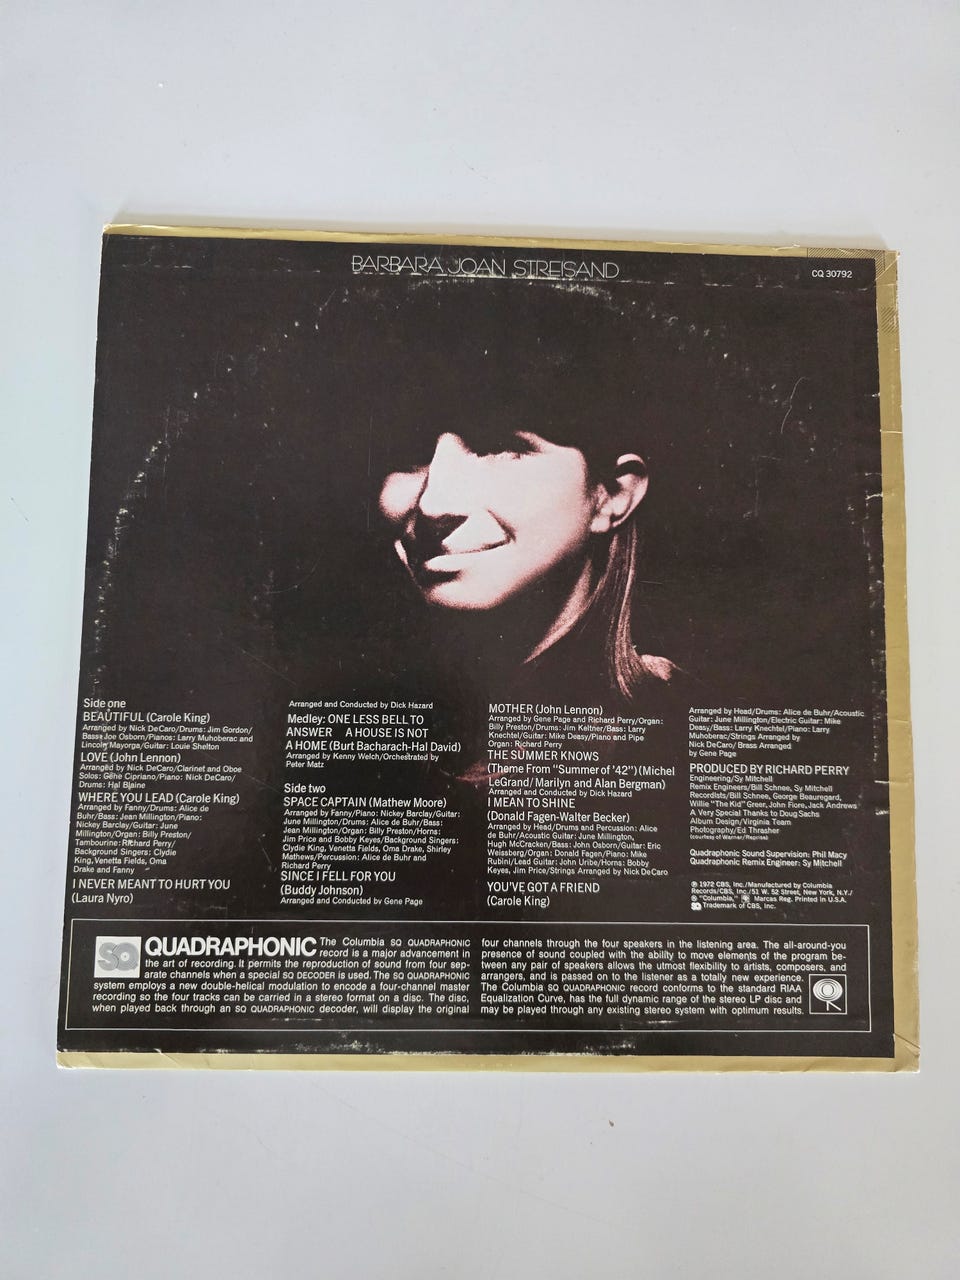 BARBARA JOAN STREISAND
CQ 30792
Side one
BEAUTIFUL (Carole King)
Arranged by Nick DeCaro/Drums: Jim Gordon/
Bass: Joe Osborn/Pianos: Larry Muhoberac and
Lincoln Mayorga/Guitar: Louie Shelton
LOVE (John Lennon)
Arranged by Nick DeCaro/Clarinet and Oboe
Solos: Gene Cipriano/Piano: Nick DeCaro/
Drums: Hal Blaine
WHERE YOU LEAD (Carole King)
Arranged by Fanny/Drums: Alice de
Buhr/Bass: Jean Millington/Piano:
Nickey Barclay/Guitar: June
Millington/Organ: Billy Preston/
Tambourine: Richard Perry/
Background Singers: Clydie
King, Venetta Fields, Oma
Drake and Fanny
I NEVER MEANT TO HURT YOU
(Laura Nyro)
Arranged and Conducted by Dick Hazard
Medley: ONE LESS BELL TO
ANSWER A HOUSE IS NOT
A HOME (Burt Bacharach-Hal David)
Arranged by Kenny Welch/Orchestrated by
Peter Matz
Side two
SPACE CAPTAIN (Mathew Moore)
Arranged by Fanny/Piano: Nickey Barclay/Guitar:
June Millington/Drums: Alice de Buhr/Bass:
Jean Millington/Organ: Billy Preston/Horns:
Jim Price and Bobby Keyes/Background Singers:
Clydie King, Venetta Fields, Oma Drake, Shirley
Mathews/Percussion: Alice de Buhr and
Richard Perry
SINCE I FELL FOR YOU
(Buddy Johnson)
Arranged and Conducted by Gene Page
MOTHER (John Lennon)
Arranged by Gene Page and Richard Perry/Organ:
Billy Preston/Drums: Jim Keltner/Bass: Larry
Knechtel/Guitar: Mike Deasy/Piano and Pipe
Organ: Richard Perry
THE SUMMER KNOWS
(Theme From "Summer of '42") (Michel
LeGrand/Marilyn and Alan Bergman)
Arranged and Conducted by Dick Hazard
I MEAN TO SHINE
(Donald Fagen-Walter Becker)
Arranged by Head/Drums and Percussion: Alice
de Buhr/Acoustic Guitar: June Millington,
Hugh McCracken/Bass: John Osborn/Guitar: Eric
Weissberg/Organ: Donald Fagen/Piano: Mike
Rubini/Lead Guitar: John Uribe/Horns: Bobby
Keyes, Jim Price/Strings Arranged by Nick DeCaro
YOU'VE GOT A FRIEND
(Carole King)
Arranged by Head/Drums: Alice de Buhr/Acoustic
Guitar: June Millington/Electric Guitar: Mike
Deasy/Bass: Larry Knechtel/Piano: Larry
Muhoberac/Strings Arranged by
Nick DeCaro/Brass Arranged
by Gene Page
PRODUCED BY RICHARD PERRY
Engineering/Sy Mitchell
Remix Engineers/Bill Schnee, Sy Mitchell
Recordists/Bill Schnee, George Beauregard,
Willie "The Kid" Greer, John Fiore, Jack Andrews
A Very Special Thanks to Doug Sachs
Album Design/Virginia Team
Photography/Ed Thrasher
(courtesy of Warner/Reprise)
Quadraphonic Sound Supervision: Phil Macy
Quadraphonic Remix Engineer: Sy Mitchell
℗ 1972 CBS, Inc./Manufactured by Columbia
Records/CBS, Inc./51 W. 52 Street, New York, N.Y./
® "Columbia," Marcas Reg. Printed in U.S.A.
SQ Trademark of CBS, Inc.
SQ
QUADRAPHONIC The Columbia SQ QUADRAPHONIC
record is a major advancement in
the art of recording. It permits the reproduction of sound from four sep-
arate channels when a special SQ DECODER is used. The SQ QUADRAPHONIC
system employs a new double-helical modulation to encode a four-channel master
recording so the four tracks can be carried in a stereo format on a disc. The disc,
when played back through an SQ QUADRAPHONIC decoder, will display the original
four channels through the four speakers in the listening area. The all-around-you
presence of sound coupled with the ability to move elements of the program be-
tween any pair of speakers allows the utmost flexibility to artists, composers, and
arrangers, and is passed on to the listener as a totally new experience.
The Columbia SQ QUADRAPHONIC record conforms to the standard RIAA
Equalization Curve, has the full dynamic range of the stereo LP disc and
may be played through any existing stereo system with optimum results.